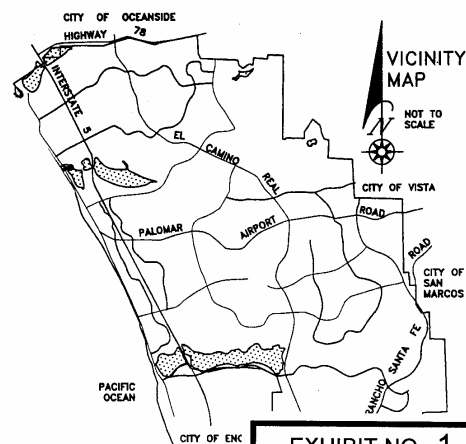 CITY OF OCEANSIDE
HIGHWAY 78
VICINITY
MAP
N
NOT TO
SCALE
INTERSTATE 5
EL CAMINO REAL
CITY OF VISTA
PALOMAR AIRPORT ROAD
ROAD
CITY OF
SAN
MARCOS
RANCHO SANTA FE
PACIFIC
OCEAN
CITY OF ENC
EXHIBIT NO. 1